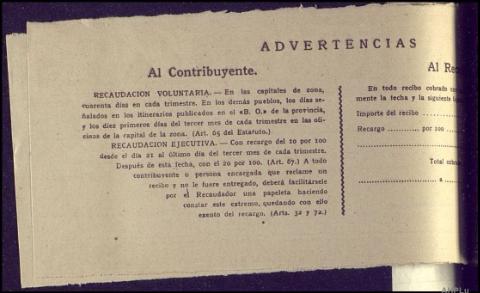 ADVERTENCIAS
Al Contribuyente.
RECAUDACION VOLUNTARIA. — En las capitales de zona,
cuarenta días en cada trimestre. En los demás pueblos, los días se-
ñalados en los itinerarios publicados en el «B. O.» de la provincia,
y los diez primeros días del tercer mes de cada trimestre en las ofi-
cinas de la capital de la zona. (Art. 65 del Estatuto.)
RECAUDACION EJECUTIVA. — Con recargo del 10 por 100
desde el día 21 al último día del tercer mes de cada trimestre.
Después de esta fecha, con el 20 por 100. (Art. 67.) A todo
contribuyente o persona encargada que reclame un
recibo y no le fuere entregado, deberá facilitársele
por el Recaudador una papeleta haciendo
constar este extremo, quedando con ello
exento del recargo. (Arts. 32 y 72.)
Al Rec
En todo recibo cobrado con
mente la fecha y la siguiente l
Importe del recibo
Recargo por 100
Total cobra
a de